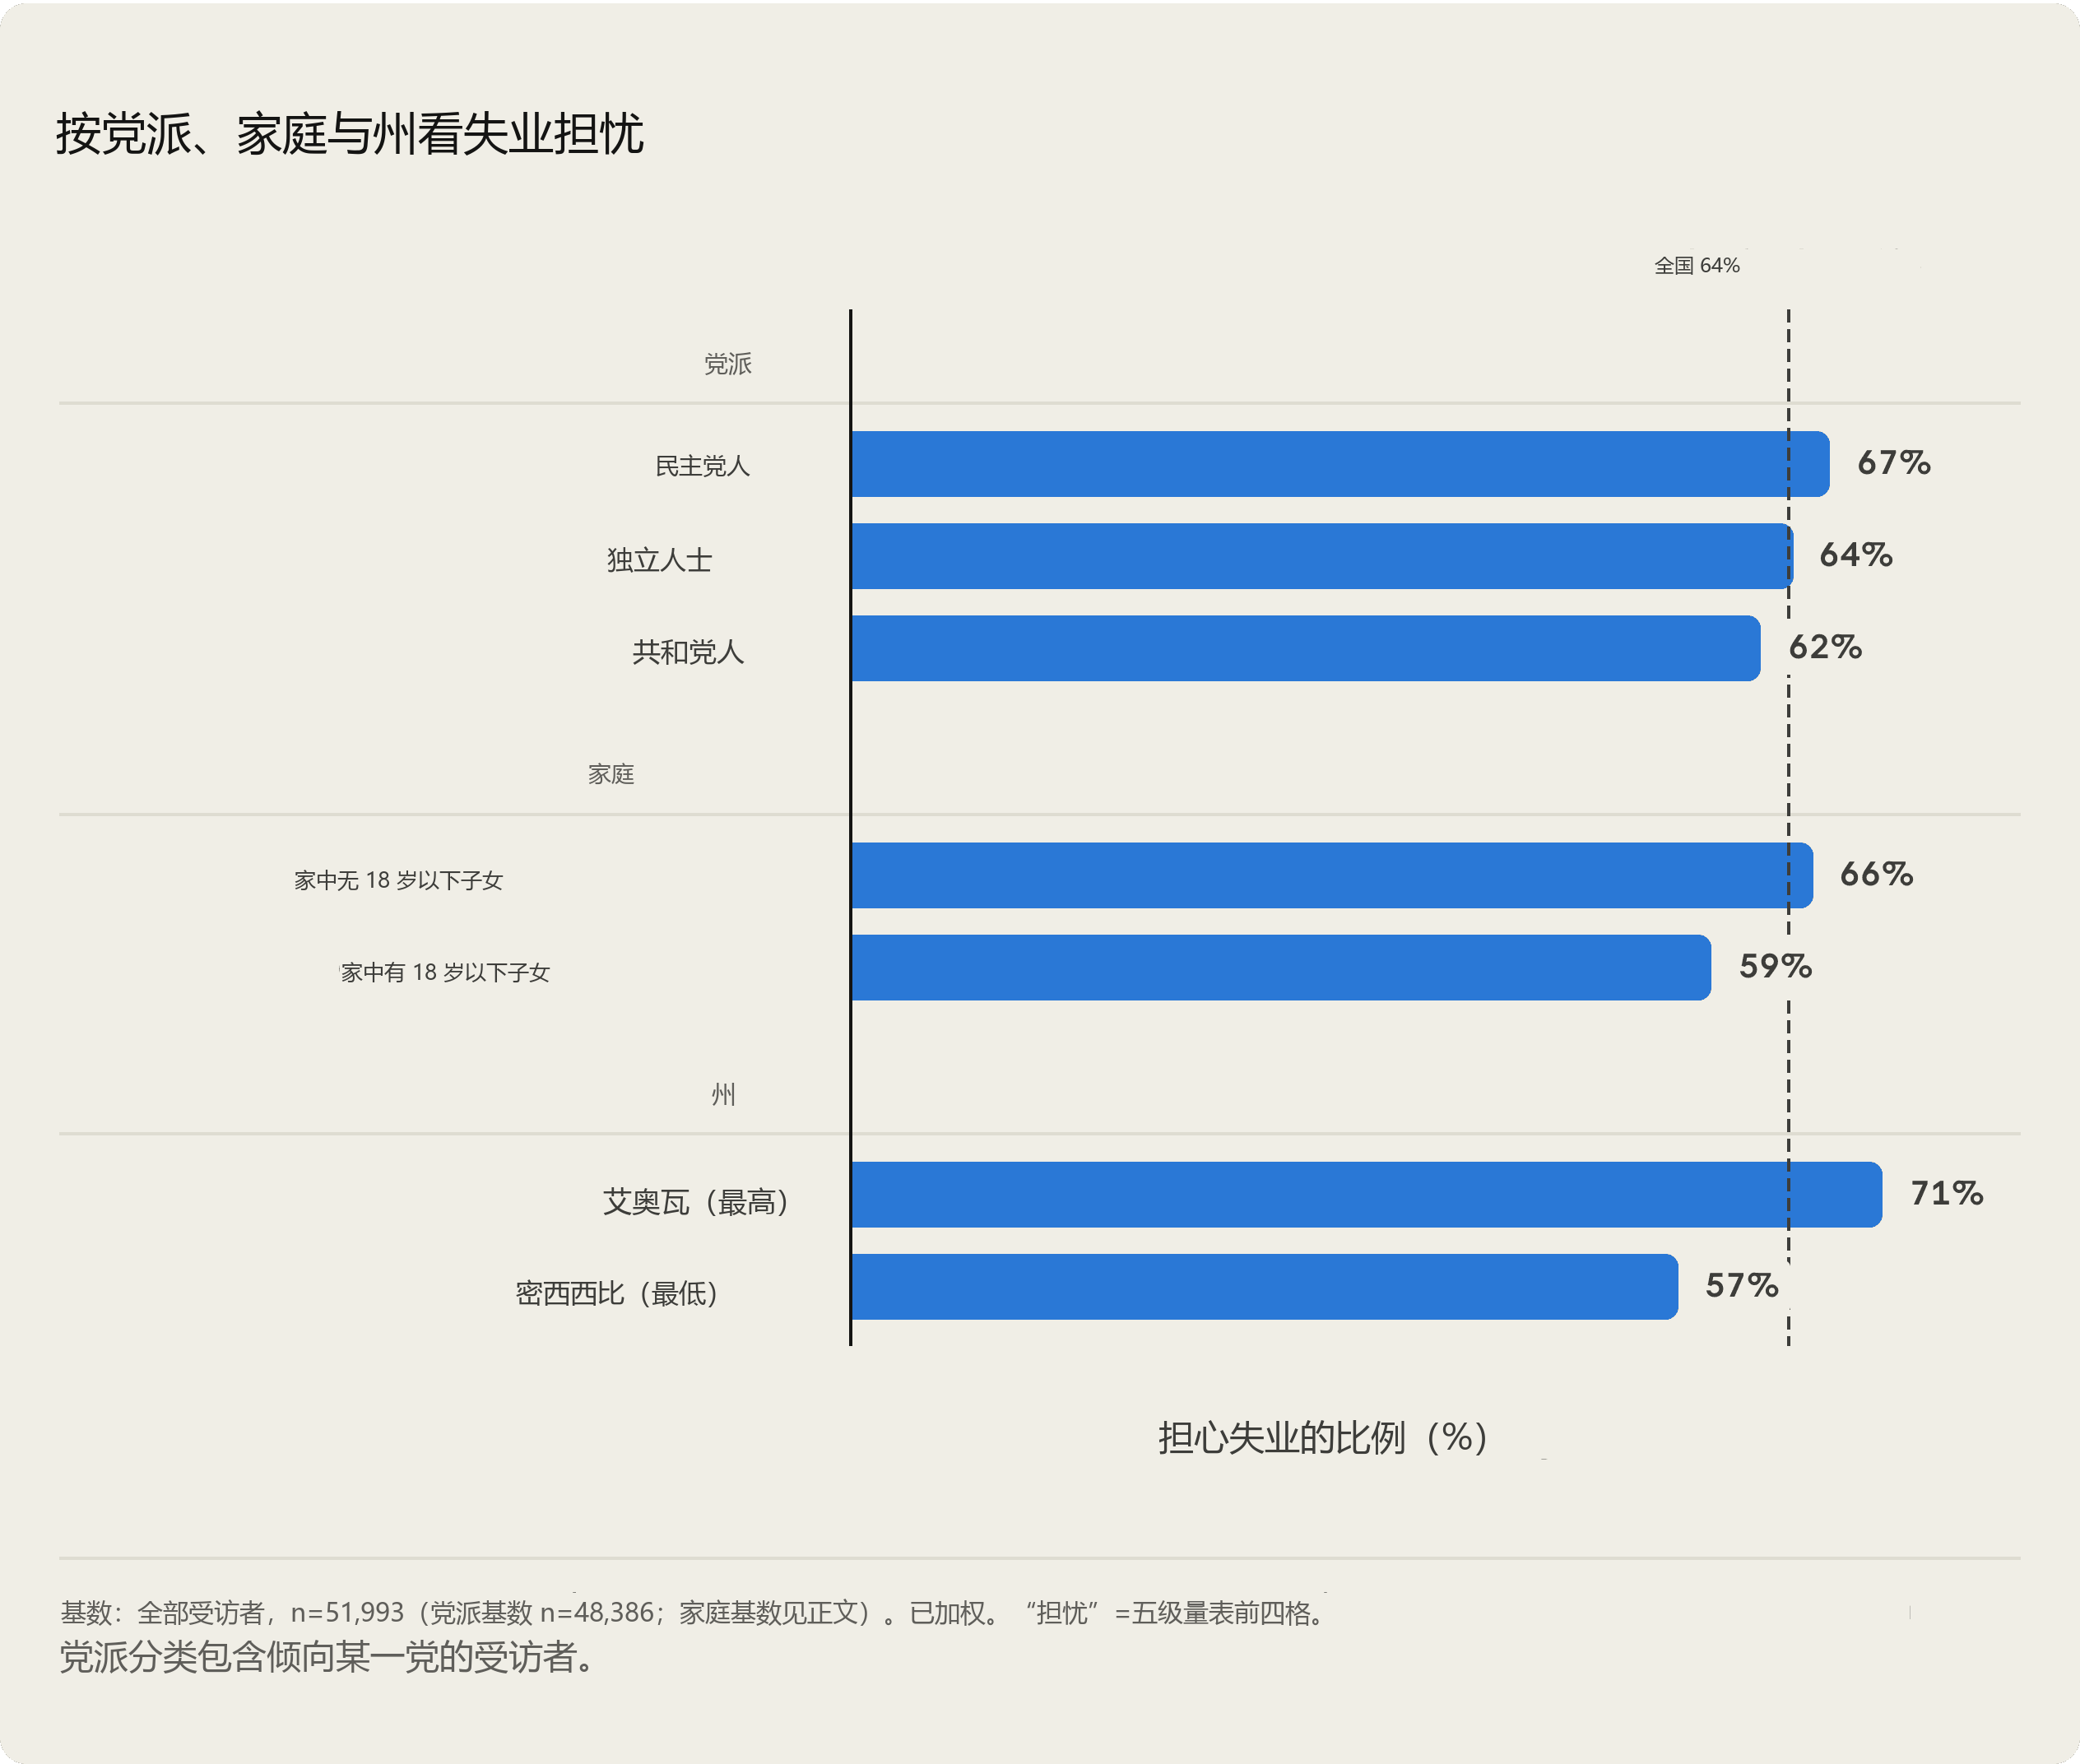 按党派、家庭与州看失业担忧
全国 64%
党派
民主党人 67%
独立人士 64%
共和党人 62%
家庭
家中无 18 岁以下子女 66%
家中有 18 岁以下子女 59%
州
艾奥瓦（最高） 71%
密西西比（最低） 57%
担心失业的比例（%）
基数：全部受访者，n=51,993（党派基数 n=48,386；家庭基数见正文）。已加权。“担忧”=五级量表前四格。
党派分类包含倾向某一党的受访者。